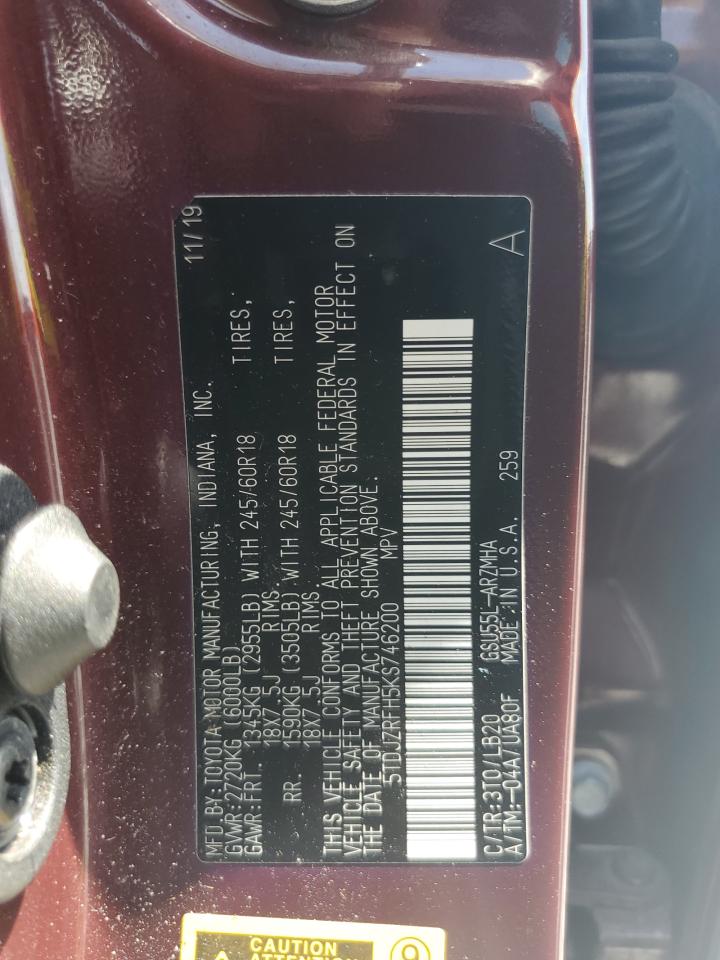 MFD.BY:TOYOTA MOTOR MANUFACTURING, INDIANA, INC. 11/19
GVWR:2720KG (6000LB)
GAWR:FRT. 1345KG (2955LB) WITH 245/60R18 TIRES,
18X7.5J RIMS.
RR. 1590KG (3505LB) WITH 245/60R18 TIRES,
18X7.5J RIMS.
THIS VEHICLE CONFORMS TO ALL APPLICABLE FEDERAL MOTOR
VEHICLE SAFETY AND THEFT PREVENTION STANDARDS IN EFFECT ON
THE DATE OF MANUFACTURE SHOWN ABOVE.
5TDJZRFH5KS746200 MPV
C/TR:3T0/LB20 GSU55L-ARZMHA
A/TM:-04A/UA80F MADE IN U.S.A. 259 A
CAUTION
ATTENTION